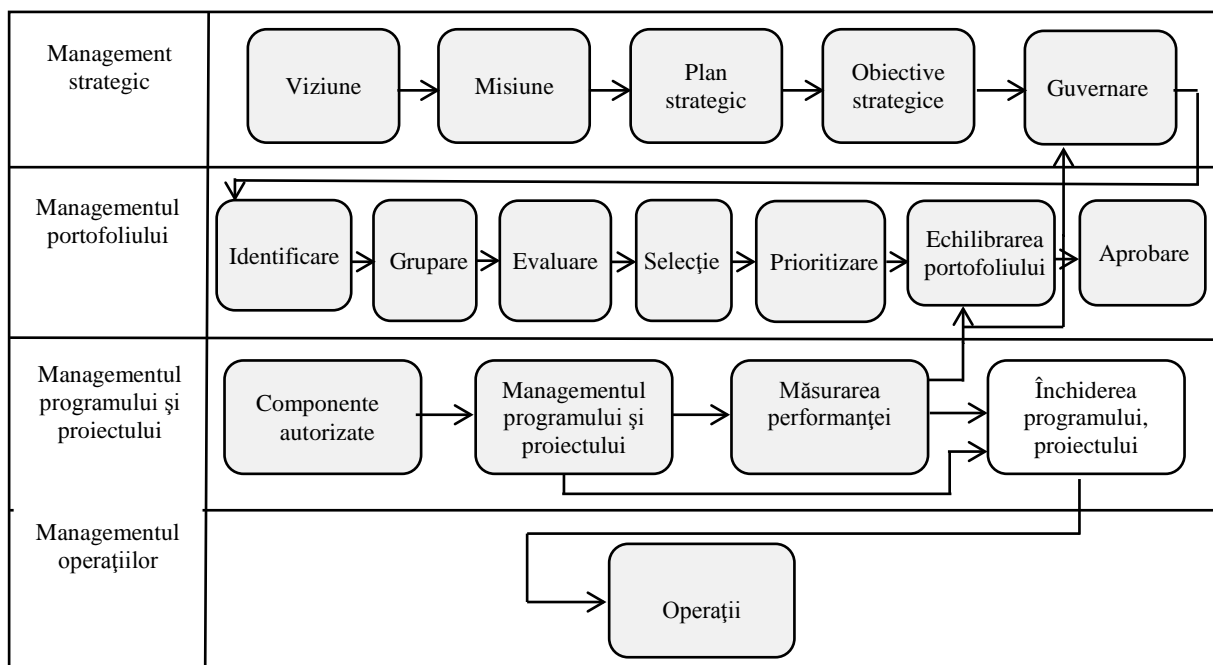 Management
strategic
Viziune
Misiune
Plan
strategic
Obiective
strategice
Guvernare
Managementul
portofoliului
Identificare
Grupare
Evaluare
Selecţie
Prioritizare
Echilibrarea
portofoliului
Aprobare
Managementul
programului şi
proiectului
Componente
autorizate
Managementul
programului şi
proiectului
Măsurarea
performanţei
Închiderea
programului,
proiectului
Managementul
operaţiilor
Operaţii